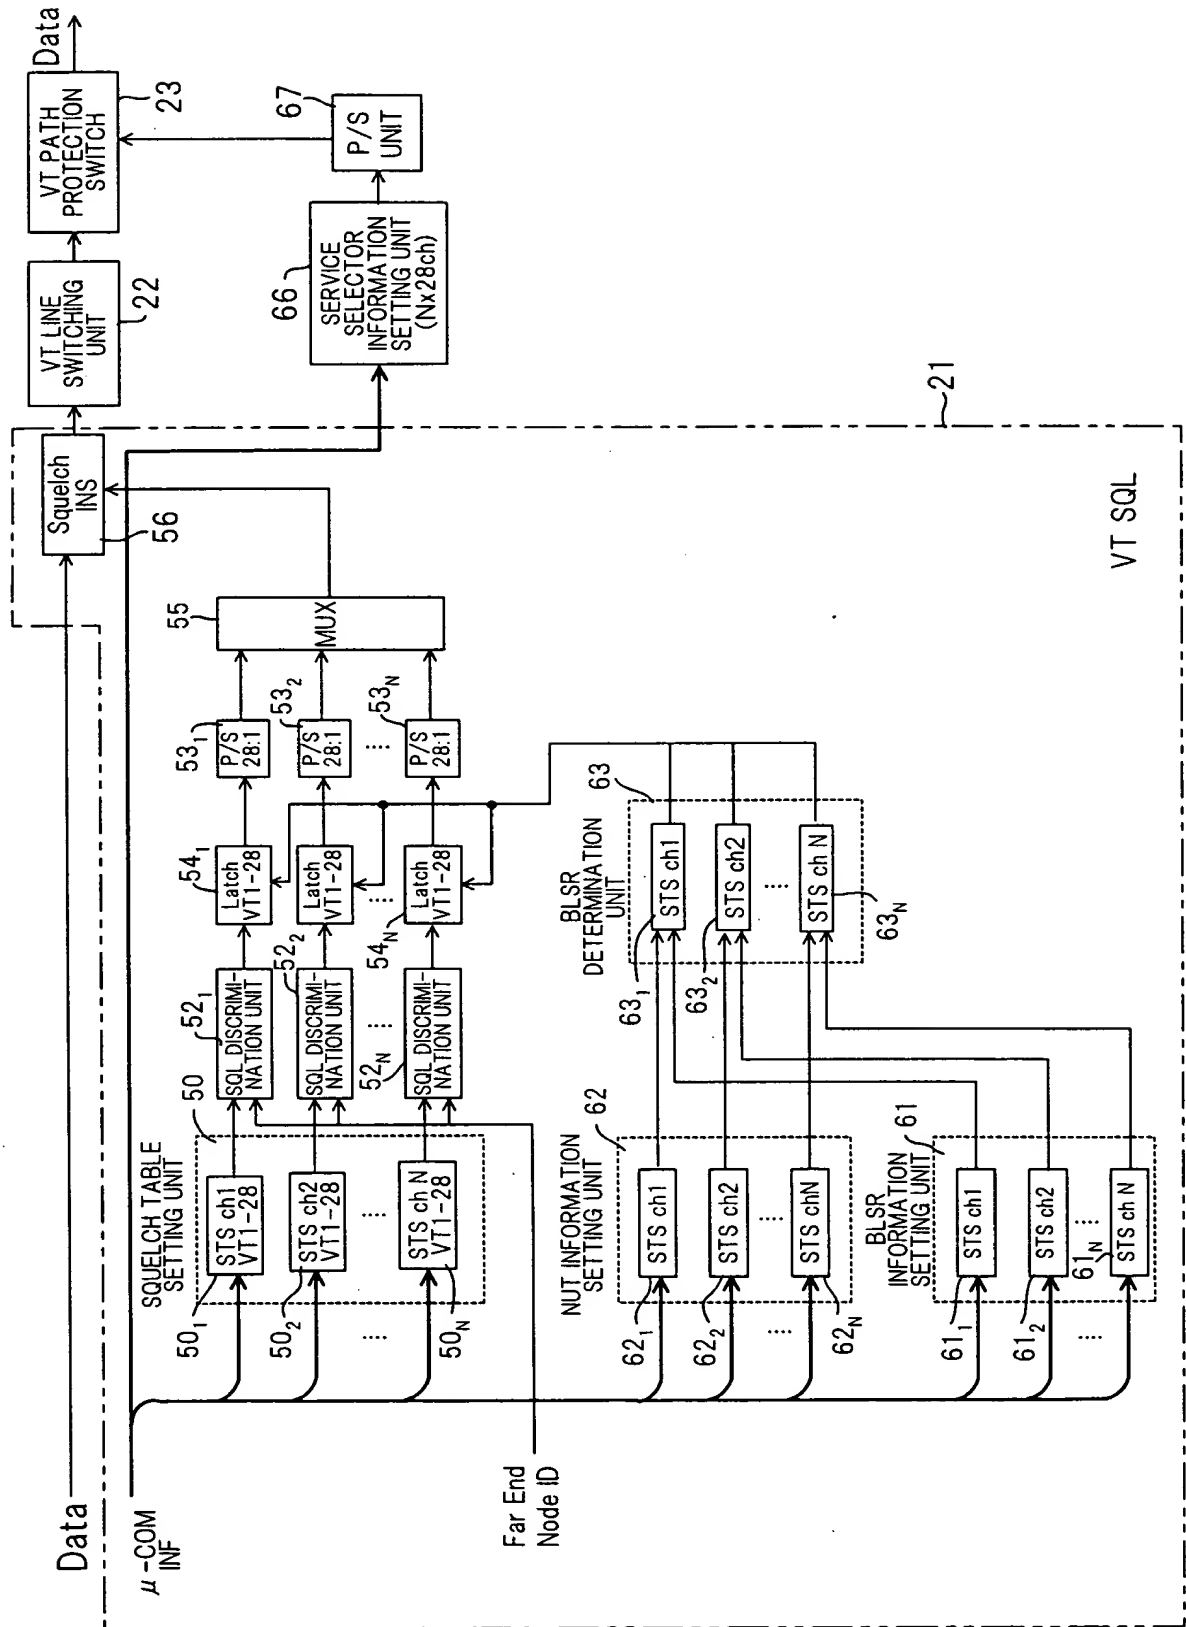 Data
μ-COM
INF
Far End
Node ID
SQUELCH TABLE
SETTING UNIT
50
50₁
STS ch1
VT1-28
50₂
STS ch2
VT1-28
50N
STS ch N
VT1-28
52₁
SQL DISCRIMI-
NATION UNIT
52₂
SQL DISCRIMI-
NATION UNIT
52N
SQL DISCRIMI-
NATION UNIT
54₁
Latch
VT1-28
Latch
VT1-28
54N
Latch
VT1-28
53₁
P/S
28:1
53₂
P/S
28:1
53N
P/S
28:1
55
MUX
Squelch
INS
56
VT LINE
SWITCHING
UNIT
22
VT PATH
PROTECTION
SWITCH
23
Data
66
SERVICE
SELECTOR
INFORMATION
SETTING UNIT
(Nx28ch)
67
P/S
UNIT
NUT INFORMATION
SETTING UNIT
62
62₁
STS ch1
62₂
STS ch2
62N
STS chN
BLSR
INFORMATION
SETTING UNIT
61
61₁
STS ch1
61₂
STS ch2
61N
STS ch N
BLSR
DETERMINATION
UNIT
63
63₁
STS ch1
63₂
STS ch2
63N
STS ch N
21
VT SQL